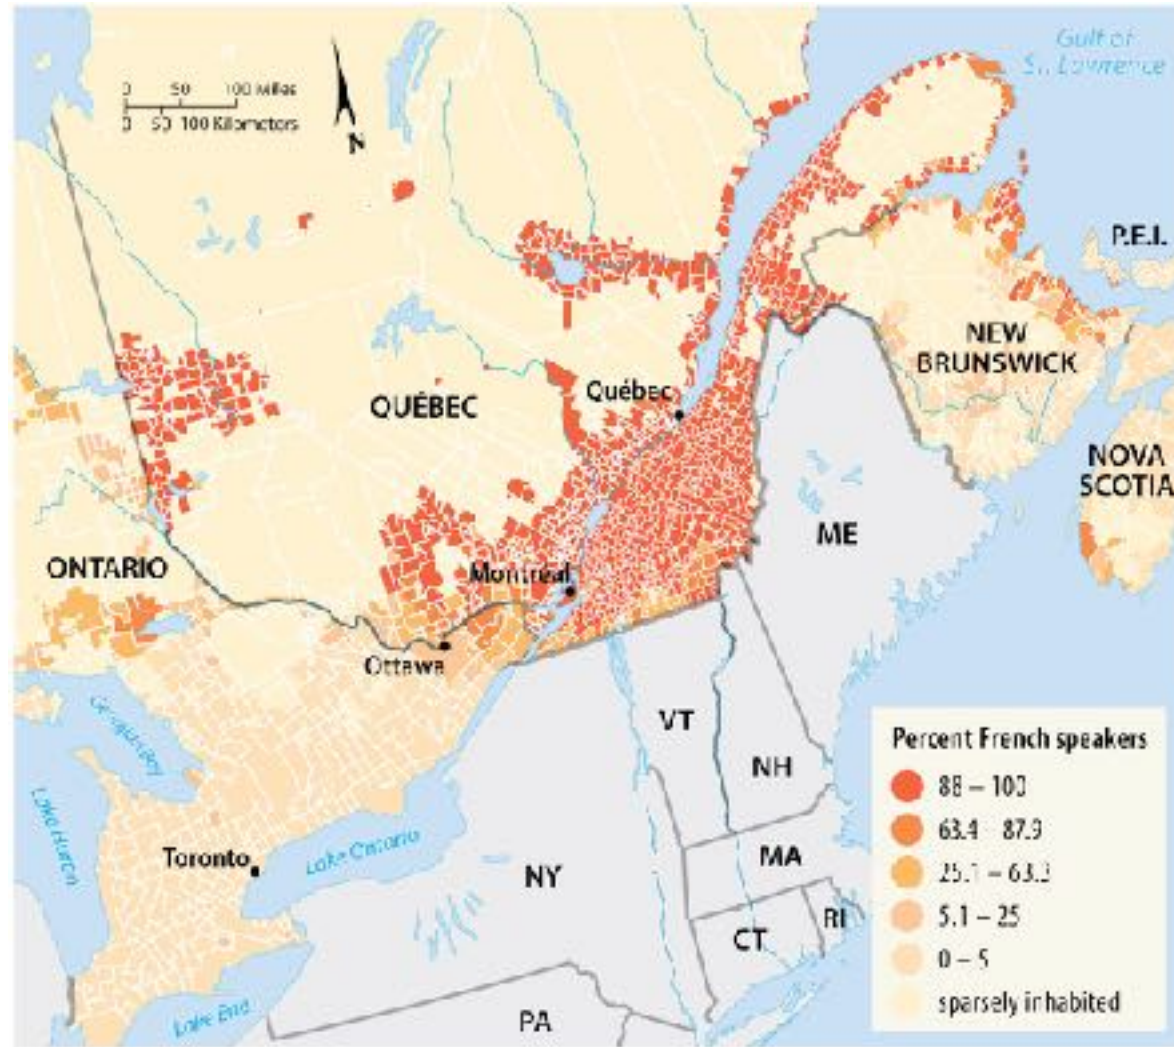 0 50 100 Miles
0 50 100 Kilometers
N
Gulf of
St. Lawrence
P.E.I.
NEW
BRUNSWICK
QUÉBEC
Québec
NOVA
SCOTIA
ONTARIO
Montréal
ME
Ottawa
Georgian Bay
VT
NH
Lake Huron
Toronto
Lake Ontario
NY
MA
CT
RI
Lake Erie
PA
Percent French speakers
88 – 100
63.4 – 87.9
25.1 – 63.3
5.1 – 25
0 – 5
sparsely inhabited